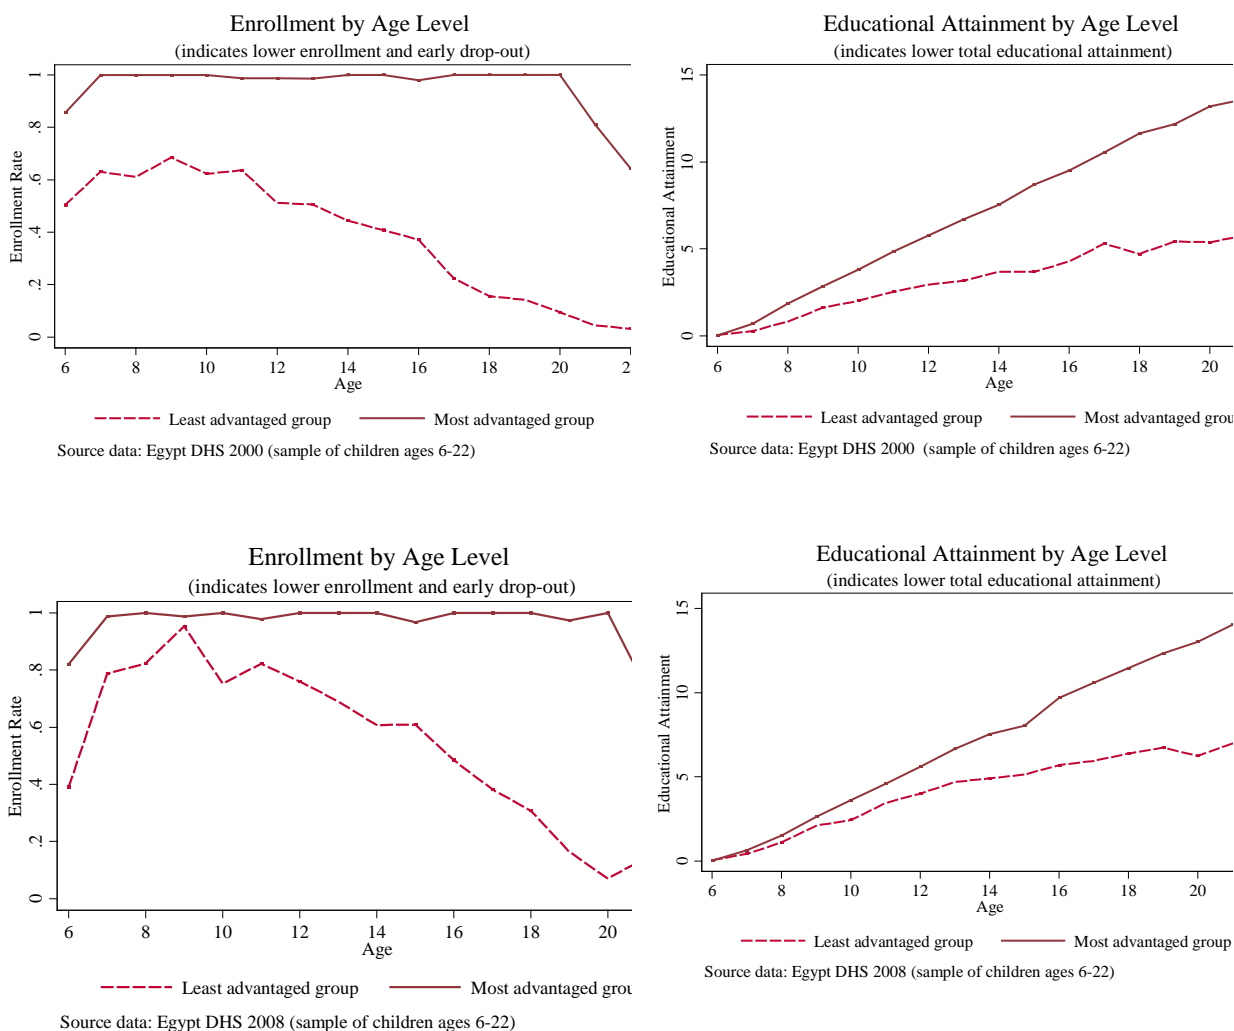 Enrollment by Age Level
(indicates lower enrollment and early drop-out)
Enrollment Rate
1
.8
.6
.4
.2
0
6 8 10 12 14 16 18 20 2
Age
Least advantaged group Most advantaged group
Source data: Egypt DHS 2000 (sample of children ages 6-22)
Educational Attainment by Age Level
(indicates lower total educational attainment)
Educational Attainment
15
10
5
0
6 8 10 12 14 16 18 20
Age
Least advantaged group Most advantaged grou
Source data: Egypt DHS 2000 (sample of children ages 6-22)
Enrollment by Age Level
(indicates lower enrollment and early drop-out)
Enrollment Rate
1
.8
.6
.4
.2
0
6 8 10 12 14 16 18 20
Age
Least advantaged group Most advantaged grou
Source data: Egypt DHS 2008 (sample of children ages 6-22)
Educational Attainment by Age Level
(indicates lower total educational attainment)
Educational Attainment
15
10
5
0
6 8 10 12 14 16 18 20
Age
Least advantaged group Most advantaged group
Source data: Egypt DHS 2008 (sample of children ages 6-22)